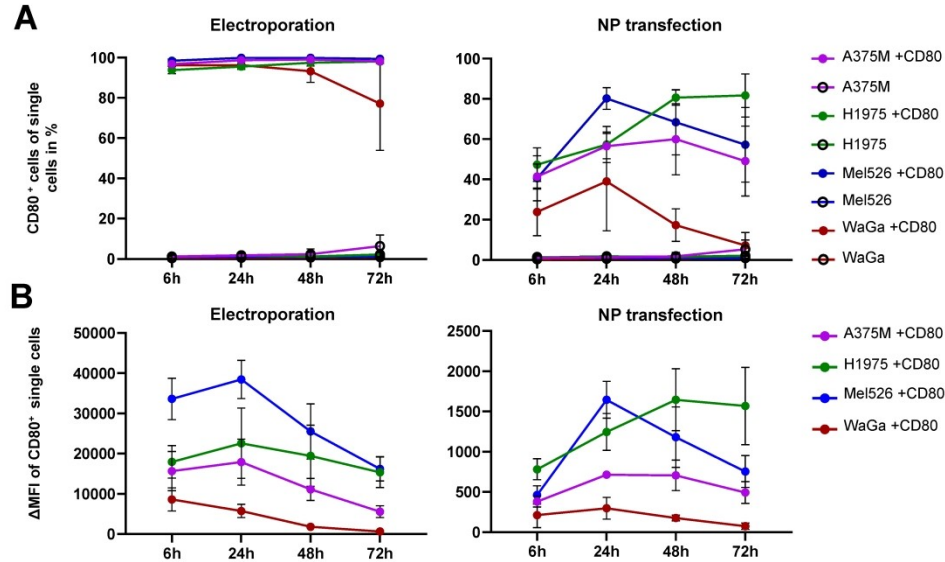 A
Electroporation
NP transfection
CD80 + cells of single
cells in %
100
80
60
40
20
0
6h 24h 48h 72h
100
80
60
40
20
0
6h 24h 48h 72h
A375M +CD80
A375M
H1975 +CD80
H1975
Mel526 +CD80
Mel526
WaGa +CD80
WaGa
B
Electroporation
NP transfection
ΔMFI of CD80+ single cells
50000
40000
30000
20000
10000
0
6h 24h 48h 72h
2500
2000
1500
1000
500
0
6h 24h 48h 72h
A375M +CD80
H1975 +CD80
Mel526 +CD80
WaGa +CD80